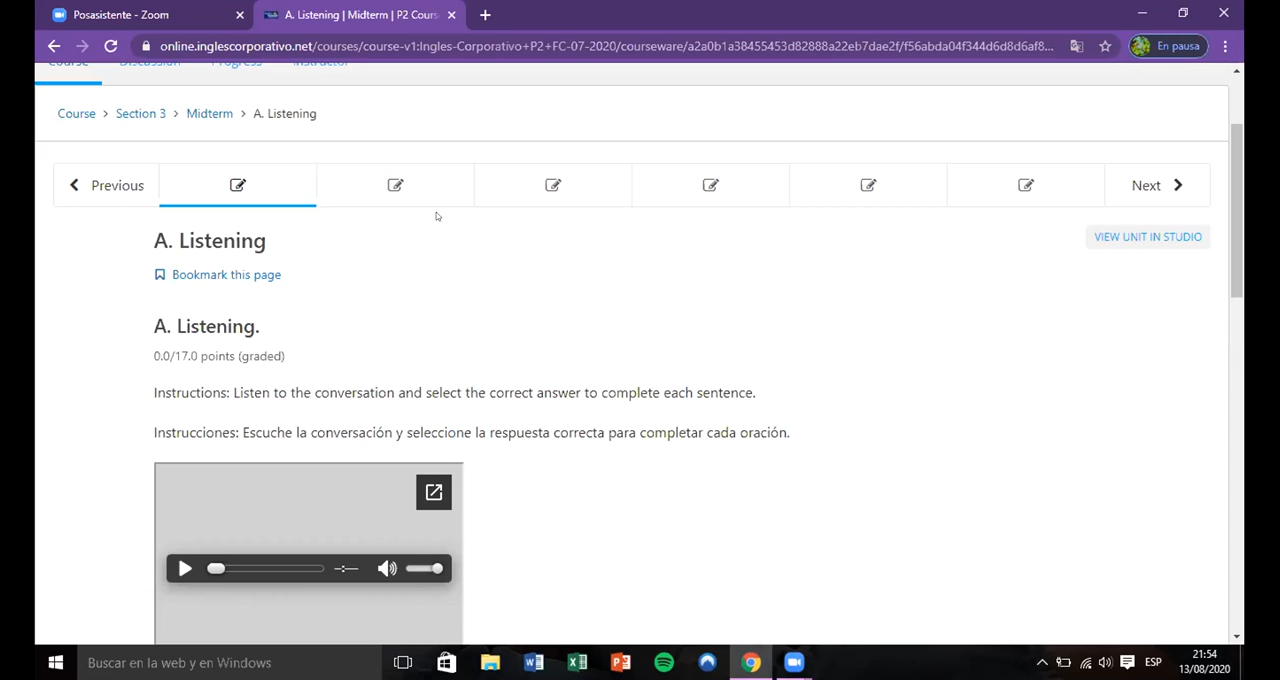 Posasistente - Zoom
A. Listening | Midterm | P2 Cours
online.inglescorporativo.net/courses/course-v1:Ingles-Corporativo+P2+FC-07-2020/courseware/a2a0b1a38455453d82888a22eb7dae2f/f56abda04f344d6d8d6af8...
En pausa
Course Discussion Progress Instructor
Course > Section 3 > Midterm > A. Listening
Previous
Next
A. Listening
VIEW UNIT IN STUDIO
Bookmark this page
A. Listening.
0.0/17.0 points (graded)
Instructions: Listen to the conversation and select the correct answer to complete each sentence.
Instrucciones: Escuche la conversación y seleccione la respuesta correcta para completar cada oración.
-:--
Buscar en la web y en Windows
ESP
21:54
13/08/2020